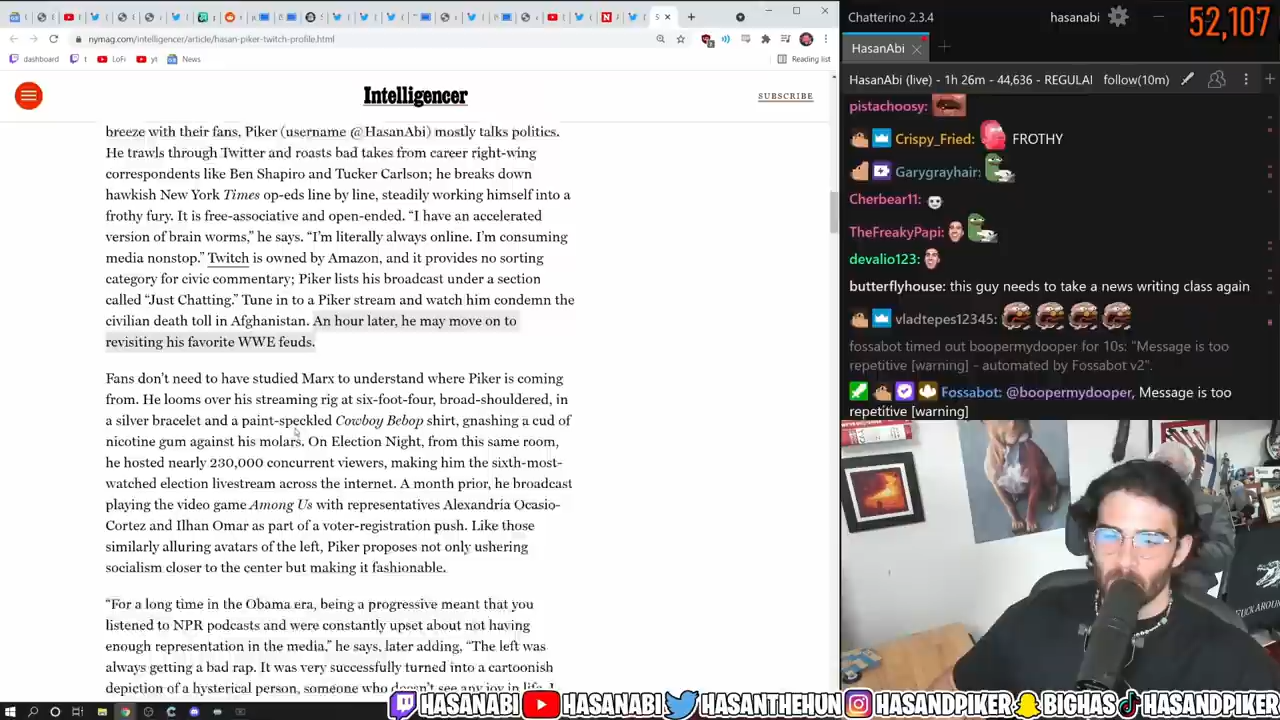 S
nymag.com/intelligencer/article/hasan-piker-twitch-profile.html
dashboard
1
LoFi
yt
News
Reading list
Intelligencer
SUBSCRIBE
breeze with their fans, Piker (username @HasanAbi) mostly talks politics.
He trawls through Twitter and roasts bad takes from career right-wing
correspondents like Ben Shapiro and Tucker Carlson; he breaks down
hawkish New York Times op-eds line by line, steadily working himself into a
frothy fury. It is free-associative and open-ended. “I have an accelerated
version of brain worms,” he says. “I’m literally always online. I’m consuming
media nonstop.” Twitch is owned by Amazon, and it provides no sorting
category for civic commentary; Piker lists his broadcast under a section
called “Just Chatting.” Tune in to a Piker stream and watch him condemn the
civilian death toll in Afghanistan. An hour later, he may move on to
revisiting his favorite WWE feuds.
Fans don’t need to have studied Marx to understand where Piker is coming
from. He looms over his streaming rig at six-foot-four, broad-shouldered, in
a silver bracelet and a paint-speckled Cowboy Bebop shirt, gnashing a cud of
nicotine gum against his molars. On Election Night, from this same room,
he hosted nearly 230,000 concurrent viewers, making him the sixth-most-
watched election livestream across the internet. A month prior, he broadcast
playing the video game Among Us with representatives Alexandria Ocasio-
Cortez and Ilhan Omar as part of a voter-registration push. Like those
similarly alluring avatars of the left, Piker proposes not only ushering
socialism closer to the center but making it fashionable.
“For a long time in the Obama era, being a progressive meant that you
listened to NPR podcasts and were constantly upset about not having
enough representation in the media,” he says, later adding, “The left was
always getting a bad rap. It was very successfully turned into a cartoonish
depiction of a hysterical person, someone who doesn’t see any joy in life. I
Chatterino 2.3.4
hasanabi
52,107
HasanAbi
HasanAbi (live) - 1h 26m - 44,636 - REGULAI
follow(10m)
pistachoosy:
Crispy_Fried: FROTHY
Garygrayhair:
Cherbear11:
TheFreakyPapi:
devalio123:
butterflyhouse: this guy needs to take a news writing class again
vladtepes12345:
fossabot timed out boopermydooper for 10s: "Message is too
repetitive [warning] - automated by Fossabot v2".
Fossabot: @boopermydooper, Message is too
repetitive [warning]
HASANABI
HASANABI
HASANTHEHUN
HASANDPIKER
BIGHAS
HASANDPIKER